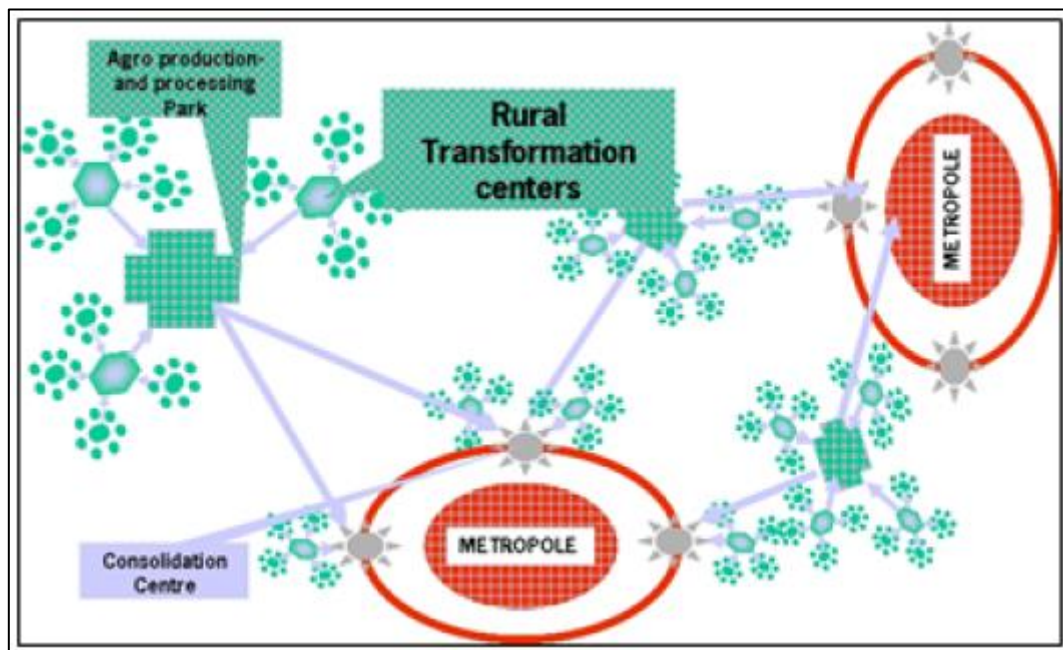 Agro production-
and processing
Park
Rural
Transformation
centers
METROPOLE
METROPOLE
Consolidation
Centre